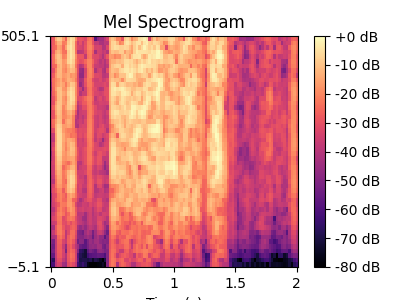 Mel Spectrogram
505.1
−5.1
0
0.5
1
1.5
2
+0 dB
-10 dB
-20 dB
-30 dB
-40 dB
-50 dB
-60 dB
-70 dB
-80 dB